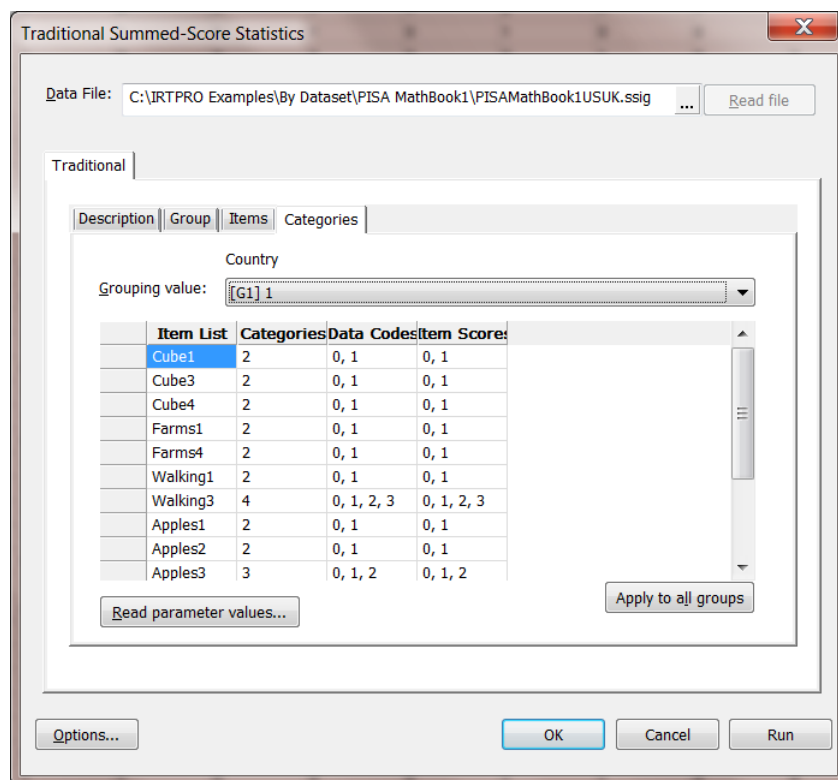 Traditional Summed-Score Statistics
X
Data File: C:\IRTPRO Examples\By Dataset\PISA MathBook1\PISAMathBook1USUK.ssig ... Read file
Traditional
Description Group Items Categories
Country
Grouping value: [G1] 1
Item List Categories Data Codes Item Scores
Cube1 2 0, 1 0, 1
Cube3 2 0, 1 0, 1
Cube4 2 0, 1 0, 1
Farms1 2 0, 1 0, 1
Farms4 2 0, 1 0, 1
Walking1 2 0, 1 0, 1
Walking3 4 0, 1, 2, 3 0, 1, 2, 3
Apples1 2 0, 1 0, 1
Apples2 2 0, 1 0, 1
Apples3 3 0, 1, 2 0, 1, 2
Read parameter values... Apply to all groups
Options... OK Cancel Run